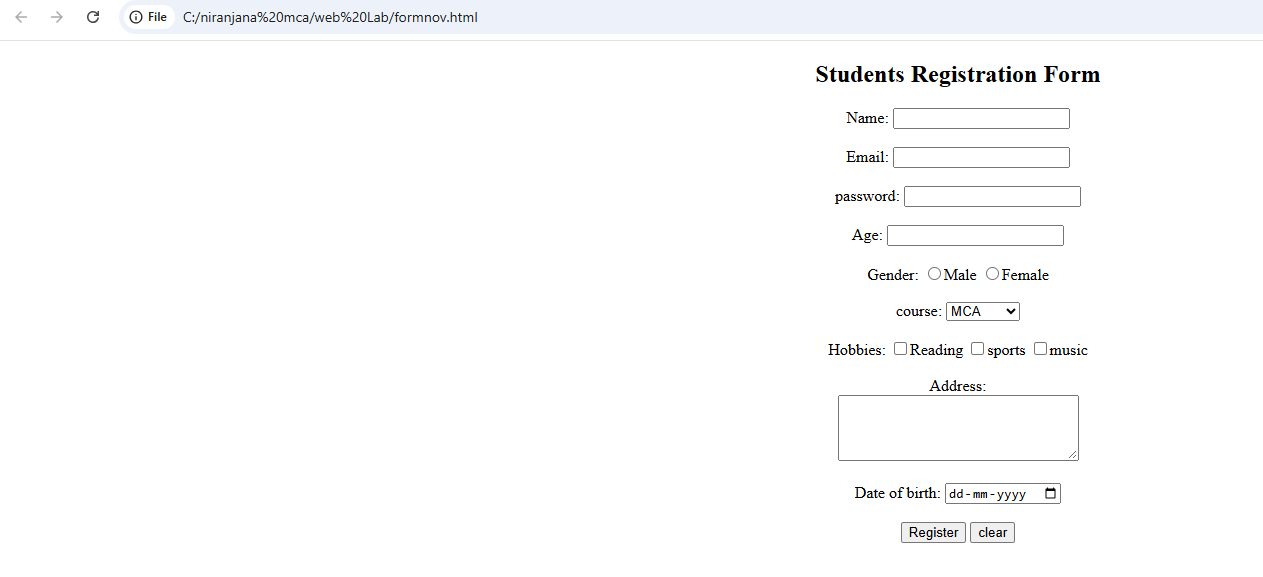 File C:/niranjana%20mca/web%20Lab/formnov.html
Students Registration Form
Name:
Email:
password:
Age:
Gender: Male Female
course: MCA
Hobbies: Reading sports music
Address:
Date of birth: dd-mm-yyyy
Register clear